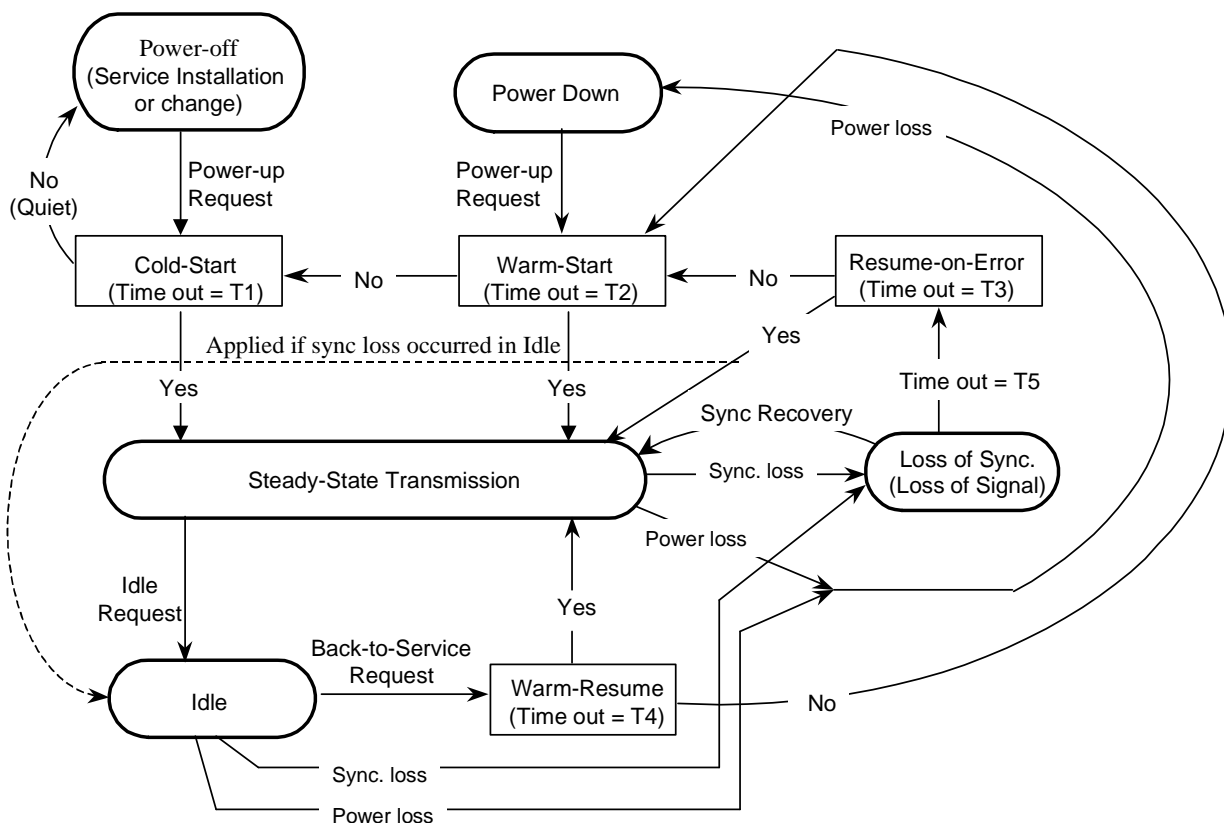 Power-off
(Service Installation
or change)
Power Down
Power loss
No
(Quiet)
Power-up
Request
Power-up
Request
Cold-Start
(Time out = T1)
No
Warm-Start
(Time out = T2)
No
Resume-on-Error
(Time out = T3)
Applied if sync loss occurred in Idle
Yes
Yes
Yes
Time out = T5
Sync Recovery
Steady-State Transmission
Sync. loss
Loss of Sync.
(Loss of Signal)
Power loss
Idle
Request
Yes
Back-to-Service
Request
Idle
Warm-Resume
(Time out = T4)
No
Sync. loss
Power loss